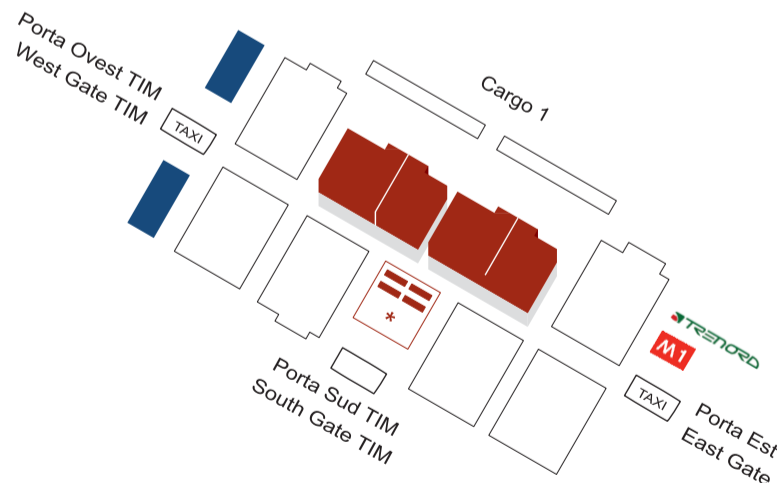 Porta Ovest TIM
West Gate TIM
TAXI
Cargo 1
*
TRENORD
M1
TAXI
Porta Sud TIM
South Gate TIM
Porta Est
East Gate